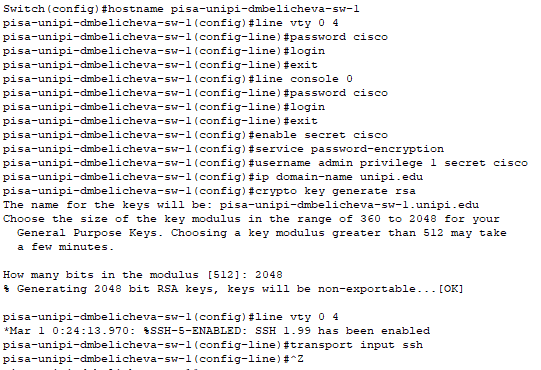 Switch(config)#hostname pisa-unipi-dmbelicheva-sw-1
pisa-unipi-dmbelicheva-sw-1(config)#line vty 0 4
pisa-unipi-dmbelicheva-sw-1(config-line)#password cisco
pisa-unipi-dmbelicheva-sw-1(config-line)#login
pisa-unipi-dmbelicheva-sw-1(config-line)#exit
pisa-unipi-dmbelicheva-sw-1(config)#line console 0
pisa-unipi-dmbelicheva-sw-1(config-line)#password cisco
pisa-unipi-dmbelicheva-sw-1(config-line)#login
pisa-unipi-dmbelicheva-sw-1(config-line)#exit
pisa-unipi-dmbelicheva-sw-1(config)#enable secret cisco
pisa-unipi-dmbelicheva-sw-1(config)#service password-encryption
pisa-unipi-dmbelicheva-sw-1(config)#username admin privilege 1 secret cisco
pisa-unipi-dmbelicheva-sw-1(config)#ip domain-name unipi.edu
pisa-unipi-dmbelicheva-sw-1(config)#crypto key generate rsa
The name for the keys will be: pisa-unipi-dmbelicheva-sw-1.unipi.edu
Choose the size of the key modulus in the range of 360 to 2048 for your
General Purpose Keys. Choosing a key modulus greater than 512 may take
a few minutes.
How many bits in the modulus [512]: 2048
% Generating 2048 bit RSA keys, keys will be non-exportable...[OK]
pisa-unipi-dmbelicheva-sw-1(config)#line vty 0 4
*Mar 1 0:24:13.970: %SSH-5-ENABLED: SSH 1.99 has been enabled
pisa-unipi-dmbelicheva-sw-1(config-line)#transport input ssh
pisa-unipi-dmbelicheva-sw-1(config-line)#^Z